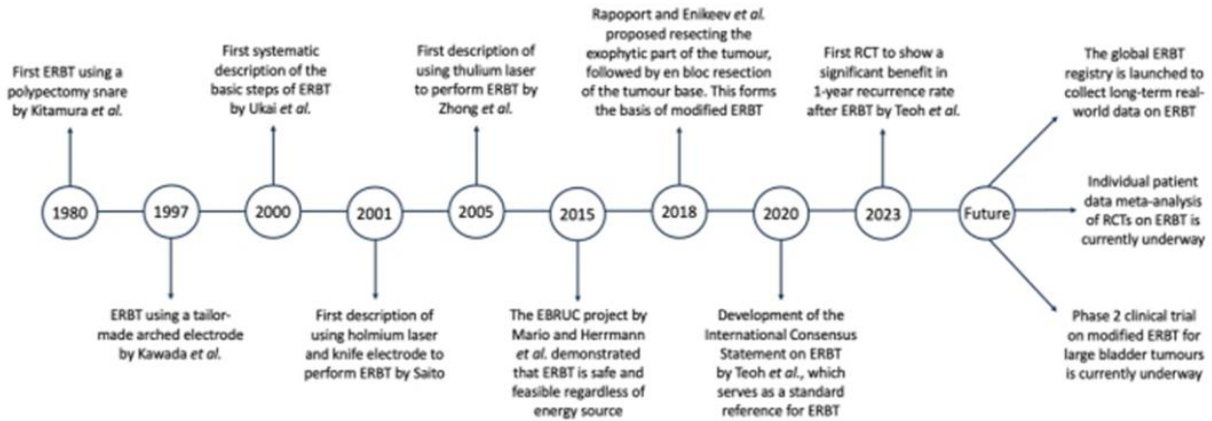 First ERBT using a
polypectomy snare
by Kitamura et al.
First systematic
description of the
basic steps of ERBT
by Ukai et al.
First description of
using thulium laser
to perform ERBT by
Zhong et al.
Rapoport and Enikeev et al.
proposed resecting the
exophytic part of the tumour,
followed by en bloc resection
of the tumour base. This forms
the basis of modified ERBT
First RCT to show a
significant benefit in
1-year recurrence rate
after ERBT by Teoh et al.
The global ERBT
registry is launched to
collect long-term real-
world data on ERBT
1980
1997
2000
2001
2005
2015
2018
2020
2023
Future
Individual patient
data meta-analysis
of RCTs on ERBT is
currently underway
ERBT using a tailor-
made arched electrode
by Kawada et al.
First description of
using holmium laser
and knife electrode to
perform ERBT by Saito
The EBRUC project by
Mario and Herrmann
et al. demonstrated
that ERBT is safe and
feasible regardless of
energy source
Development of the
International Consensus
Statement on ERBT
by Teoh et al., which
serves as a standard
reference for ERBT
Phase 2 clinical trial
on modified ERBT for
large bladder tumours
is currently underway